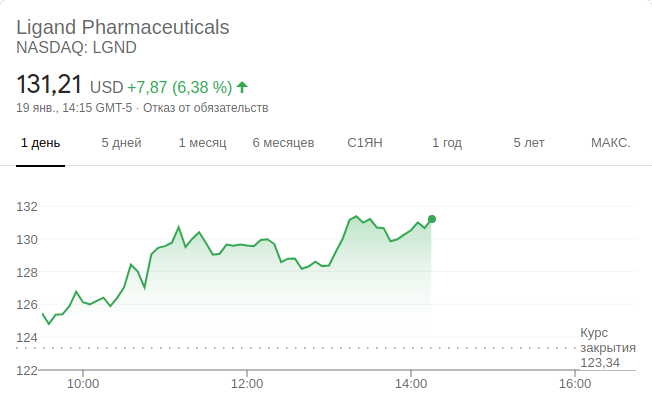 Ligand Pharmaceuticals
NASDAQ: LGND
131,21 USD +7,87 (6,38 %)
19 янв., 14:15 GMT-5 · Отказ от обязательств
1 день 5 дней 1 месяц 6 месяцев С1ЯН 1 год 5 лет МАКС.
132
130
128
126
124
Курс
закрытия
123,34
122
10:00 12:00 14:00 16:00